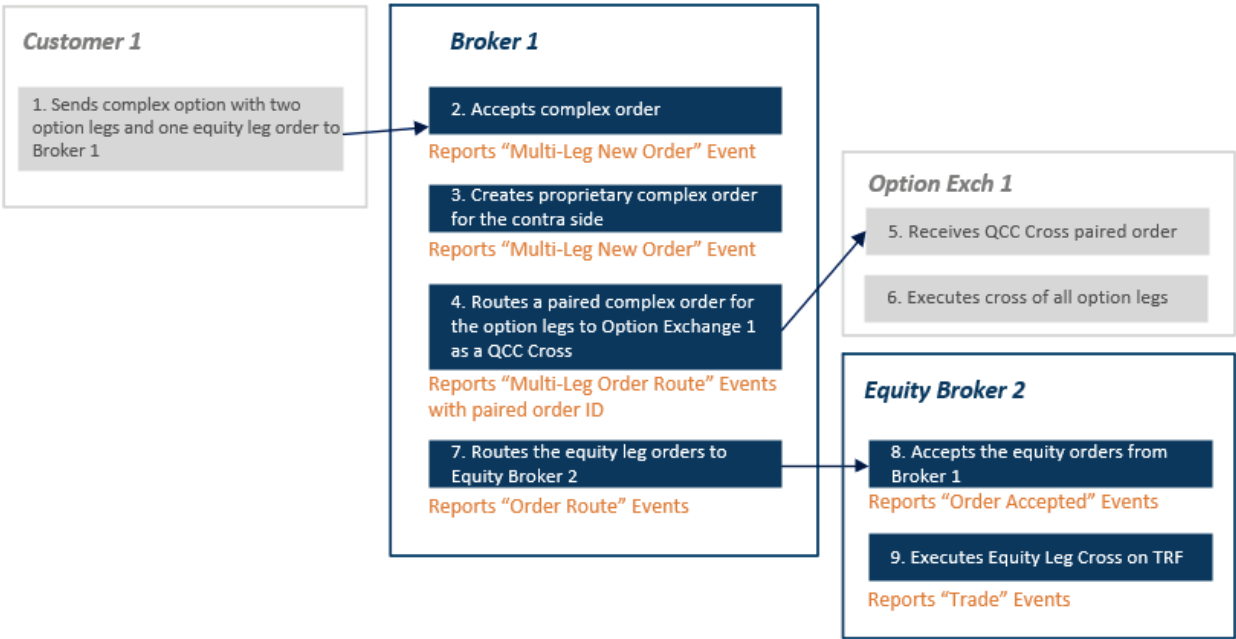 Customer 1
1. Sends complex option with two
option legs and one equity leg order to
Broker 1
Broker 1
2. Accepts complex order
Reports “Multi-Leg New Order” Event
3. Creates proprietary complex order
for the contra side
Reports “Multi-Leg New Order” Event
4. Routes a paired complex order for
the option legs to Option Exchange 1
as a QCC Cross
Reports “Multi-Leg Order Route” Events
with paired order ID
Option Exch 1
5. Receives QCC Cross paired order
6. Executes cross of all option legs
7. Routes the equity leg orders to
Equity Broker 2
Reports “Order Route” Events
Equity Broker 2
8. Accepts the equity orders from
Broker 1
Reports “Order Accepted” Events
9. Executes Equity Leg Cross on TRF
Reports “Trade” Events